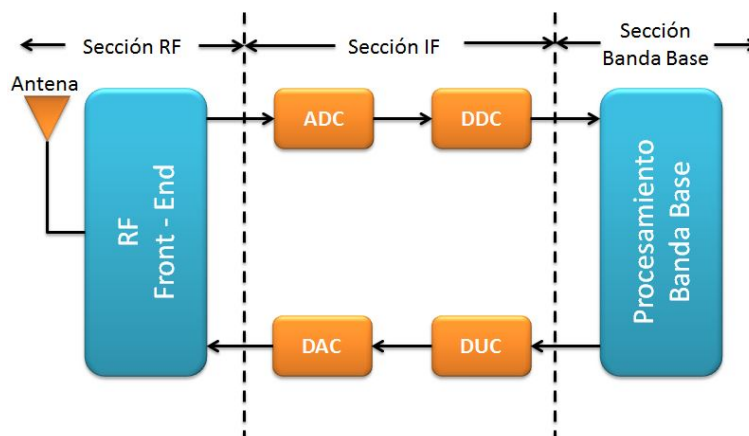 Sección RF
Sección IF
Sección
Banda Base
Antena
RF
Front - End
ADC
DDC
Procesamiento
Banda Base
DAC
DUC